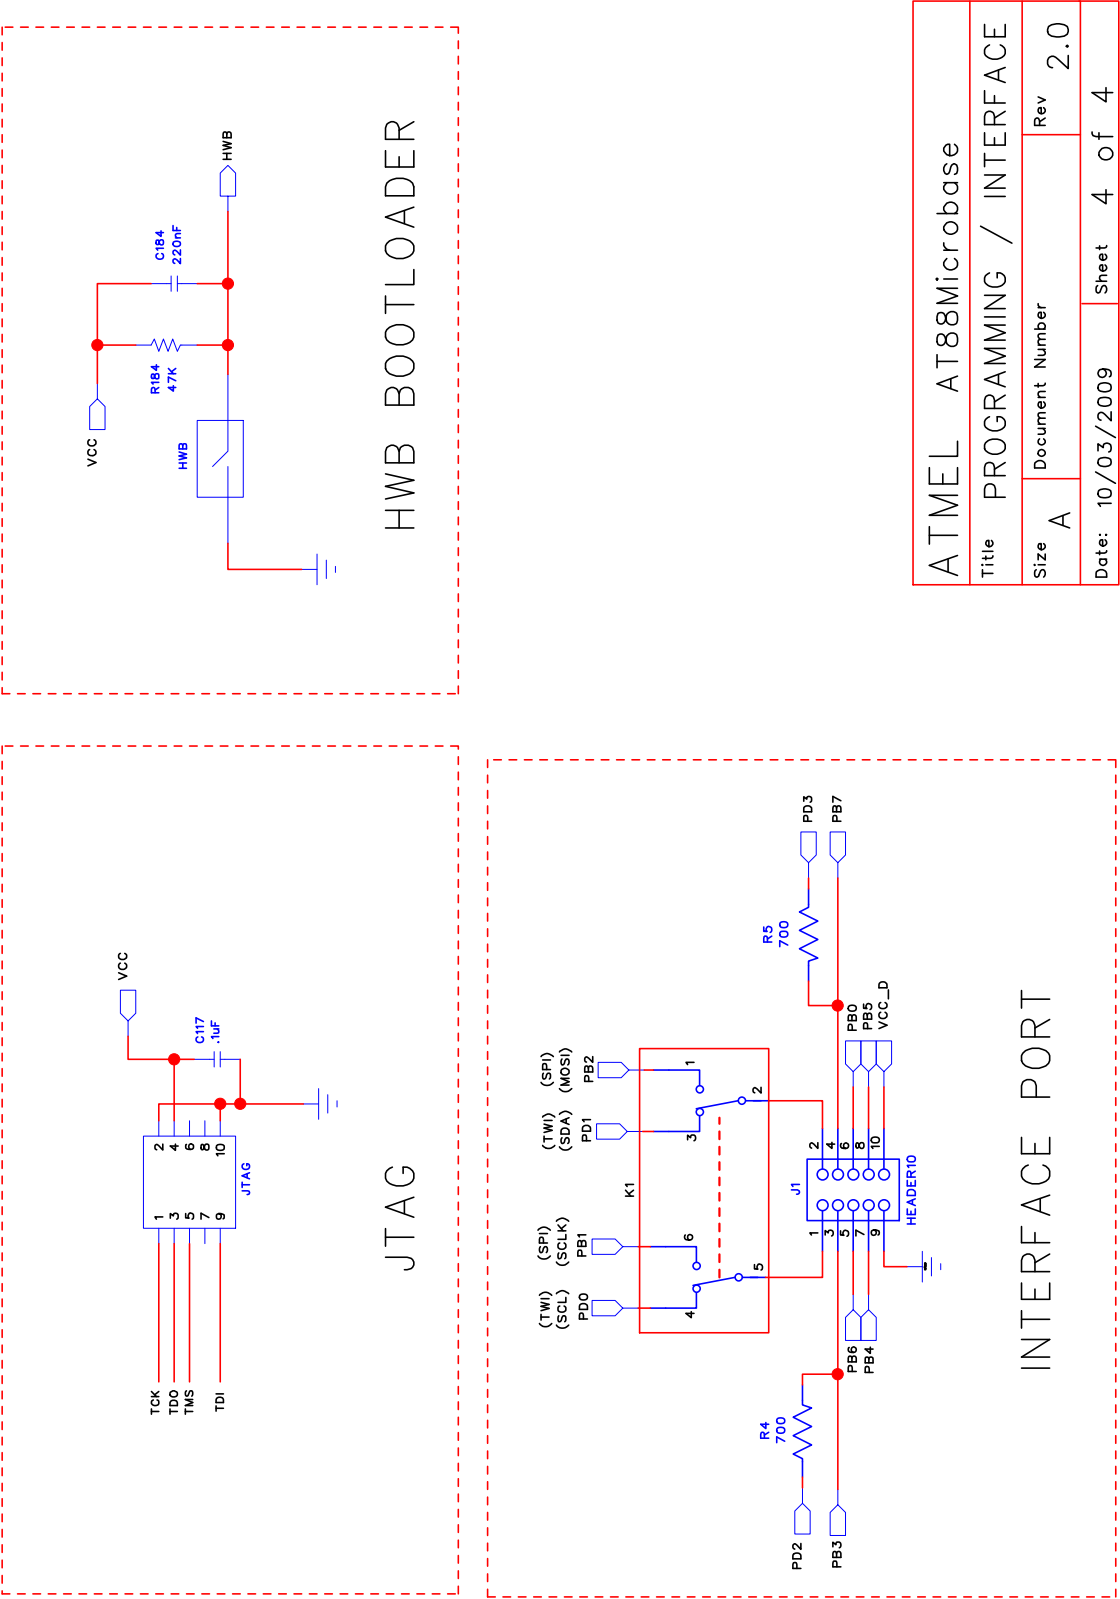 JTAG
TCK
TDO
TMS
TDI
1
3
5
7
9
2
4
6
8
10
JTAG
C117
.1uF
VCC
HWB BOOTLOADER
VCC
R184
47K
C184
220nF
HWB
HWB
INTERFACE PORT
(TWI)
(SCL)
PD0
(SPI)
(SCLK)
PB1
(TWI)
(SDA)
PD1
(SPI)
(MOSI)
PB2
K1
4
6
5
3
1
2
R4
700
PD2
PB3
R5
700
PD3
PB7
J1
HEADER10
1
3
5
7
9
2
4
6
8
10
PB6
PB4
PB0
PB5
VCC_D
ATMEL AT88Microbase
Title PROGRAMMING / INTERFACE
Size A
Document Number
Rev 2.0
Date: 10/03/2009
Sheet 4 of 4